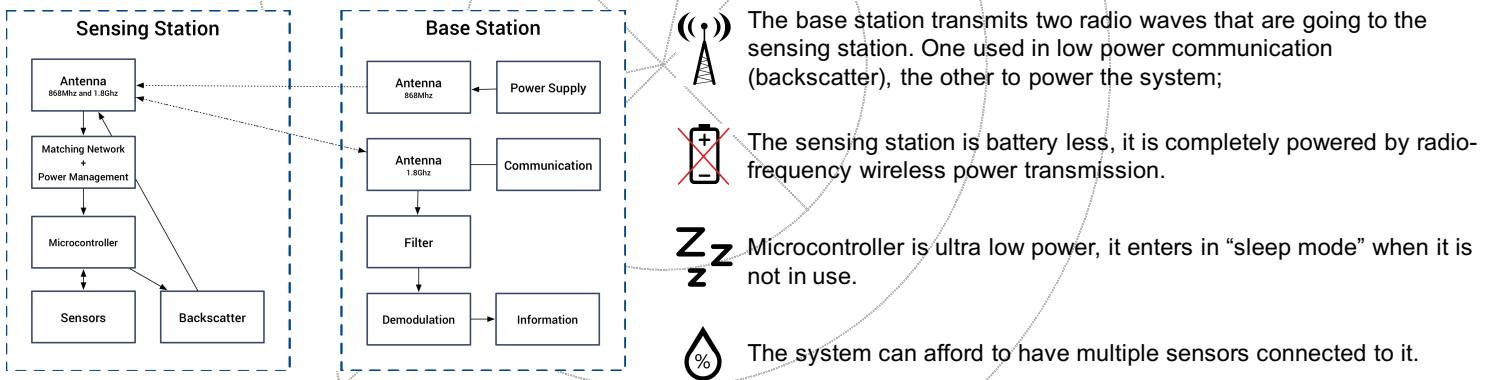 Sensing Station
Antenna
868Mhz and 1.8Ghz
Matching Network
+
Power Management
Microcontroller
Sensors
Backscatter
Base Station
Antenna
868Mhz
Power Supply
Antenna
1.8Ghz
Communication
Filter
Demodulation
Information
The base station transmits two radio waves that are going to the
sensing station. One used in low power communication
(backscatter), the other to power the system;
The sensing station is battery less, it is completely powered by radio-
frequency wireless power transmission.
Z Z Z
Microcontroller is ultra low power, it enters in “sleep mode” when it is
not in use.
%
The system can afford to have multiple sensors connected to it.